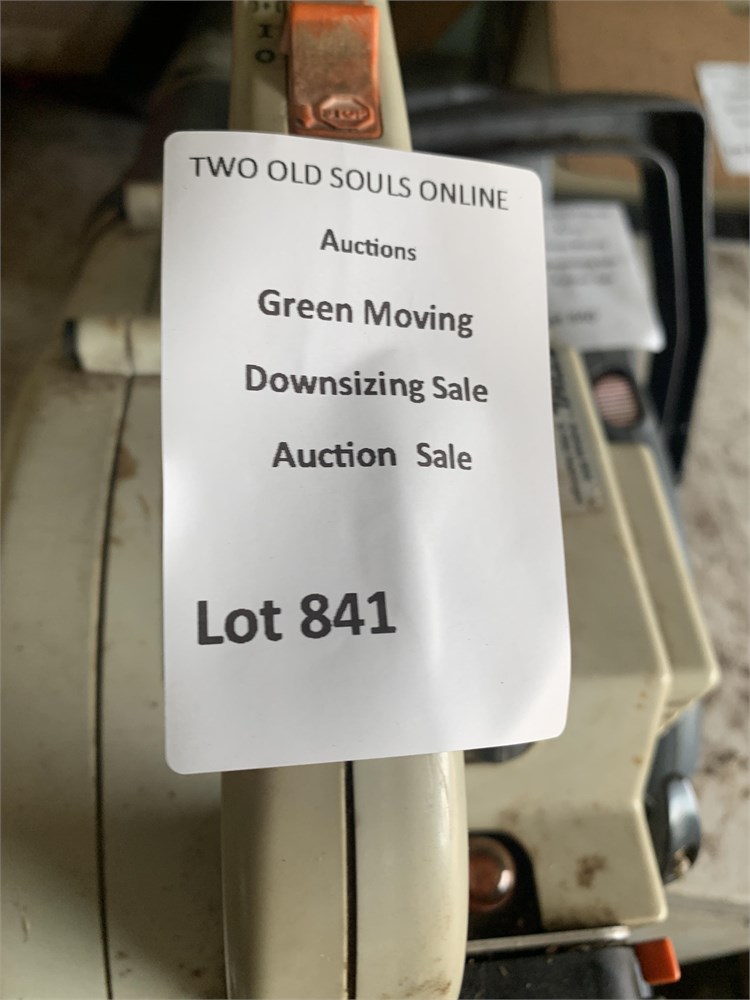 I
O
TWO OLD SOULS ONLINE
Auctions
Green Moving
Downsizing Sale
Auction Sale
Lot 841